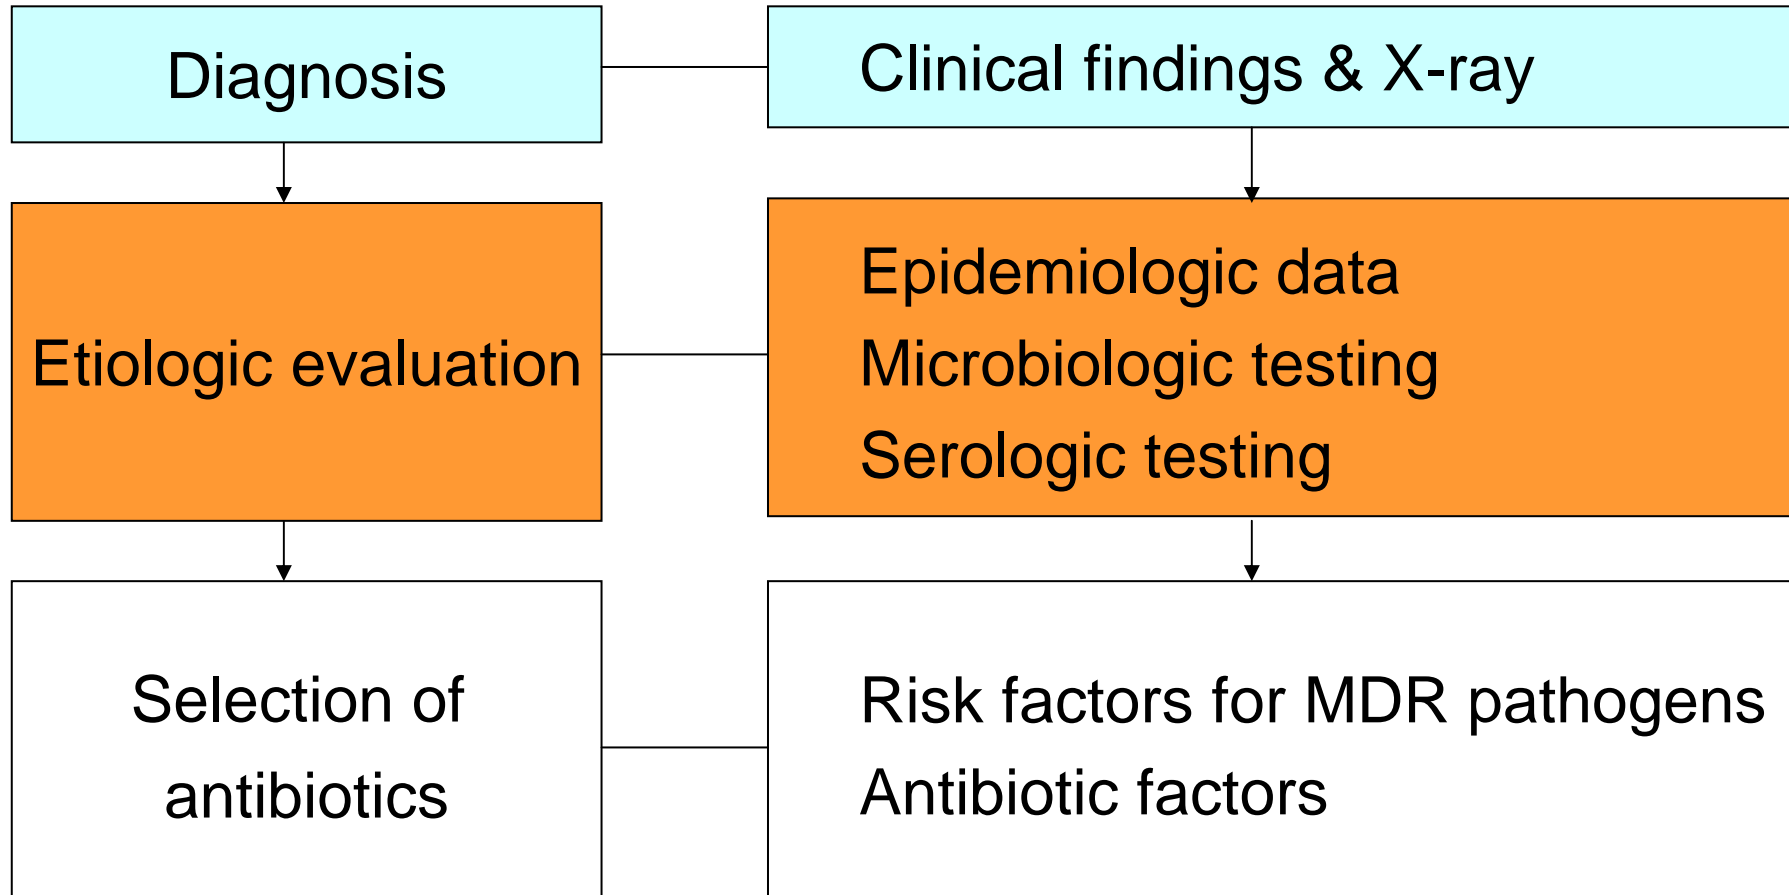 Diagnosis
Clinical findings & X-ray
Etiologic evaluation
Epidemiologic data
Microbiologic testing
Serologic testing
Selection of
antibiotics
Risk factors for MDR pathogens
Antibiotic factors